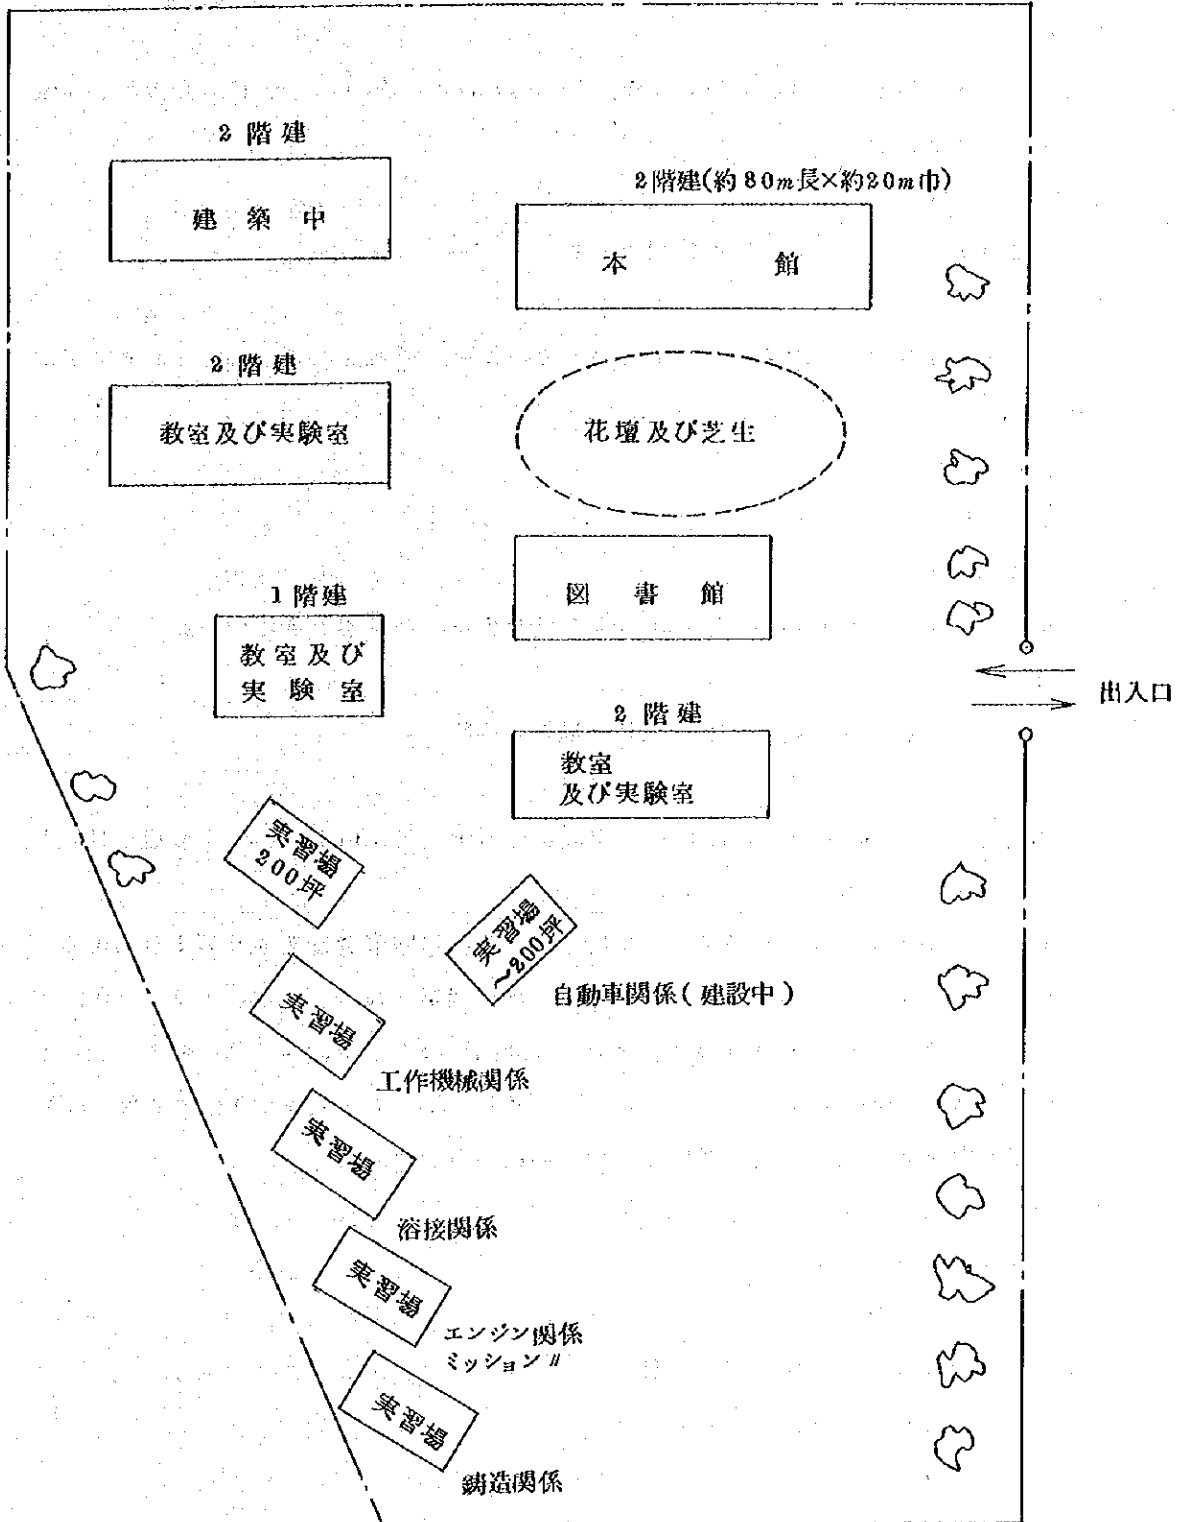 2階建
建築中
2階建(約80m長×約20m巾)
本館
2階建
教室及び実験室
花壇及び芝生
図書館
1階建
教室及び
実験室
出入口
2階建
教室
及び実験室
実習場
200坪
実習場
〜200坪
自動車関係(建設中)
実習場
工作機械関係
実習場
溶接関係
実習場
エンジン関係
ミッション〃
実習場
鋳造関係